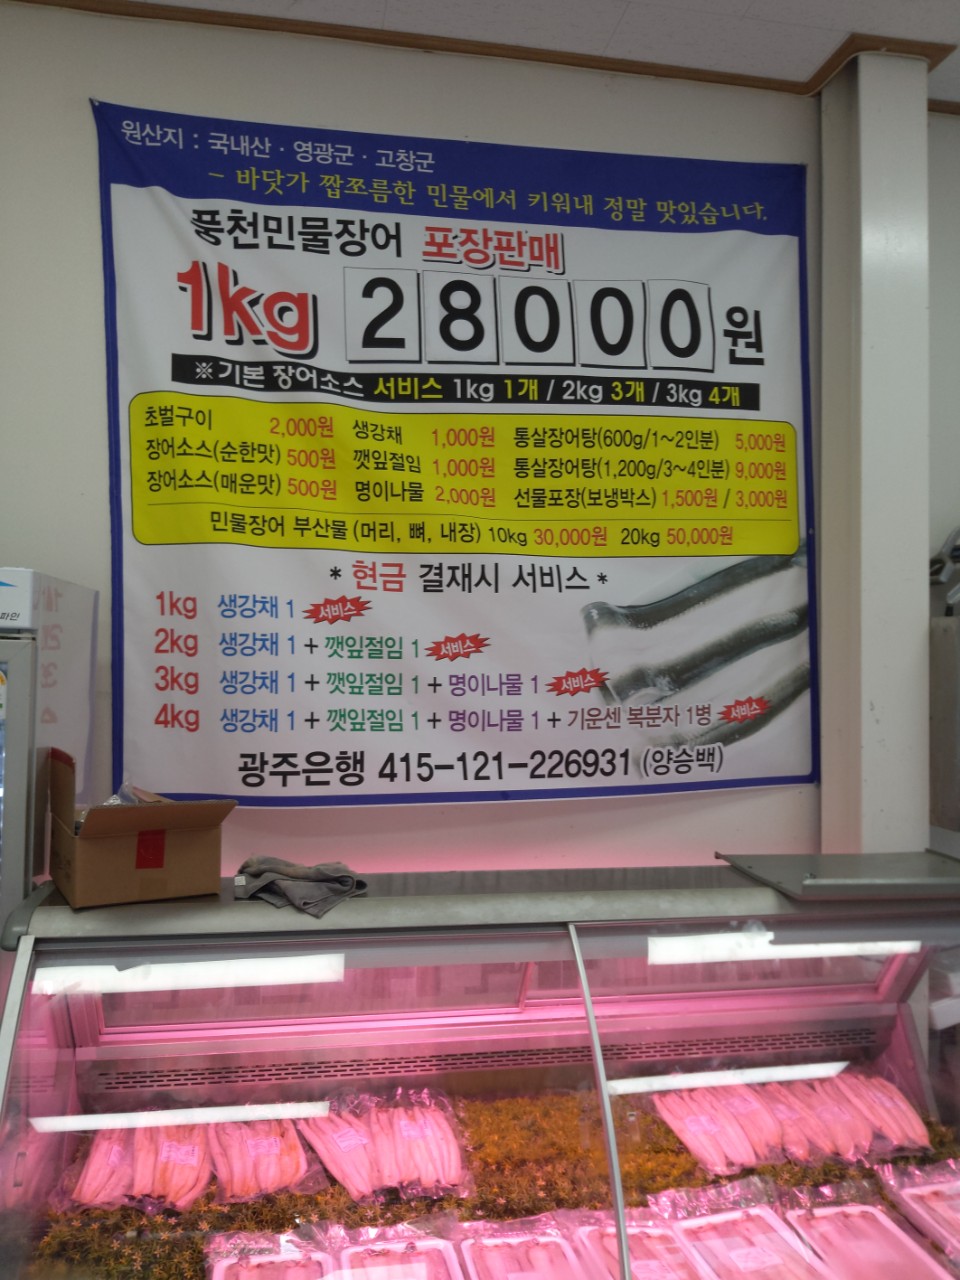 원산지 : 국내산 · 영광군 · 고창군
~ 바닷가 짭쪼름한 민물에서 키워내 정말 맛있습니다.
풍천민물장어 포장판매
1kg 28000원
※기본 장어소스 서비스 1kg 1개 / 2kg 3개 / 3kg 4개
초벌구이 2,000원 생강채 1,000원 통살장어탕(600g/1~2인분) 5,000원
장어소스(순한맛) 500원 깻잎절임 1,000원 통살장어탕(1,200g/3~4인분) 9,000원
장어소스(매운맛) 500원 명이나물 2,000원 선물포장(보냉박스) 1,500원 / 3,000원
민물장어 부산물 (머리, 뼈, 내장) 10kg 30,000원 20kg 50,000원
* 현금 결재시 서비스 *
1kg 생강채 1 서비스
2kg 생강채 1 + 깻잎절임 1 서비스
3kg 생강채 1 + 깻잎절임 1 + 명이나물 1 서비스
4kg 생강채 1 + 깻잎절임 1 + 명이나물 1 + 기운센 복분자 1병 서비스
광주은행 415-121-226931 (양승백)